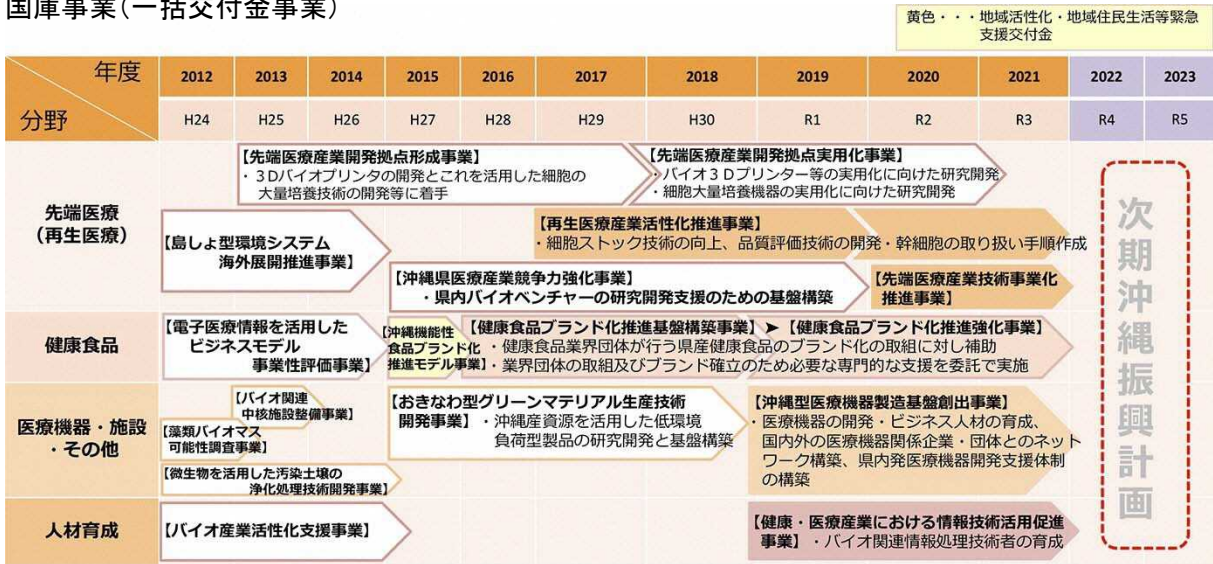 国庫事業(一括交付金事業)
黄色・・・地域活性化・地域住民生活等緊急
支援交付金
年度
分野
2012 2013 2014 2015 2016 2017 2018 2019 2020 2021 2022 2023
H24 H25 H26 H27 H28 H29 H30 R1 R2 R3 R4 R5
先端医療
(再生医療)
【先端医療産業開発拠点形成事業】
・3Dバイオプリンタの開発とこれを活用した細胞の
大量培養技術の開発等に着手
【先端医療産業開発拠点実用化事業】
・バイオ3Dプリンター等の実用化に向けた研究開発
・細胞大量培養機器の実用化に向けた研究開発
【島しょ型環境システム
海外展開推進事業】
【再生医療産業活性化推進事業】
・細胞ストック技術の向上、品質評価技術の開発・幹細胞の取り扱い手順作成
【沖縄県医療産業競争力強化事業】
・県内バイオベンチャーの研究開発支援のための基盤構築
【先端医療産業技術事業化
推進事業】
健康食品
【電子医療情報を活用した
ビジネスモデル
事業性評価事業】
【沖縄機能性
食品ブランド化
推進モデル事業】
【健康食品ブランド化推進基盤構築事業】➤【健康食品ブランド化推進強化事業】
・健康食品業界団体が行う県産健康食品のブランド化の取組に対し補助
・業界団体の取組及びブランド確立のため必要な専門的な支援を委託で実施
医療機器・施設
・その他
【バイオ関連
中核施設整備事業】
【藻類バイオマス
可能性調査事業】
【微生物を活用した汚染土壌の
浄化処理技術開発事業】
【おきなわ型グリーンマテリアル生産技術
開発事業】・沖縄産資源を活用した低環境
負荷型製品の研究開発と基盤構築
【沖縄型医療機器製造基盤創出事業】
・医療機器の開発・ビジネス人材の育成、
国内外の医療機器関係企業・団体とのネット
ワーク構築、県内発医療機器開発支援体制
の構築
人材育成
【バイオ産業活性化支援事業】
【健康・医療産業における情報技術活用促進
事業】・バイオ関連情報処理技術者の育成
次期沖縄振興計画